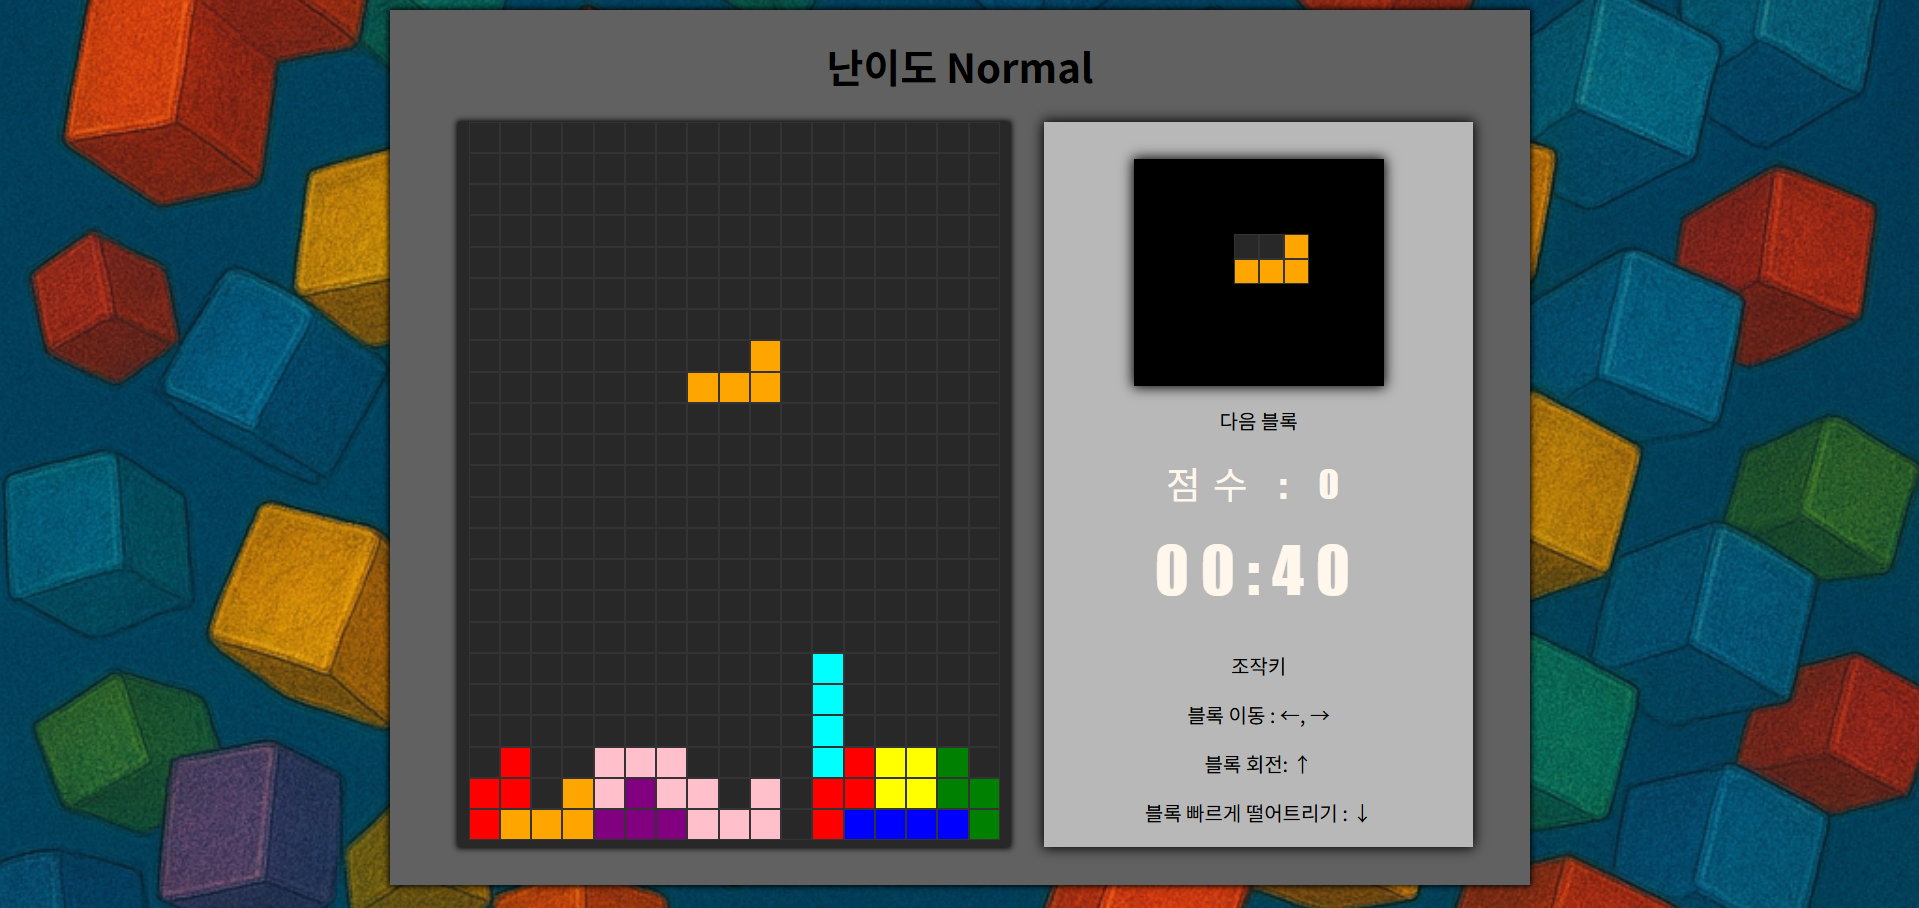 난이도 Normal
다음 블록
점수 : 0
00:40
조작키
블록 이동 : ←, →
블록 회전: ↑
블록 빠르게 떨어트리기 : ↓